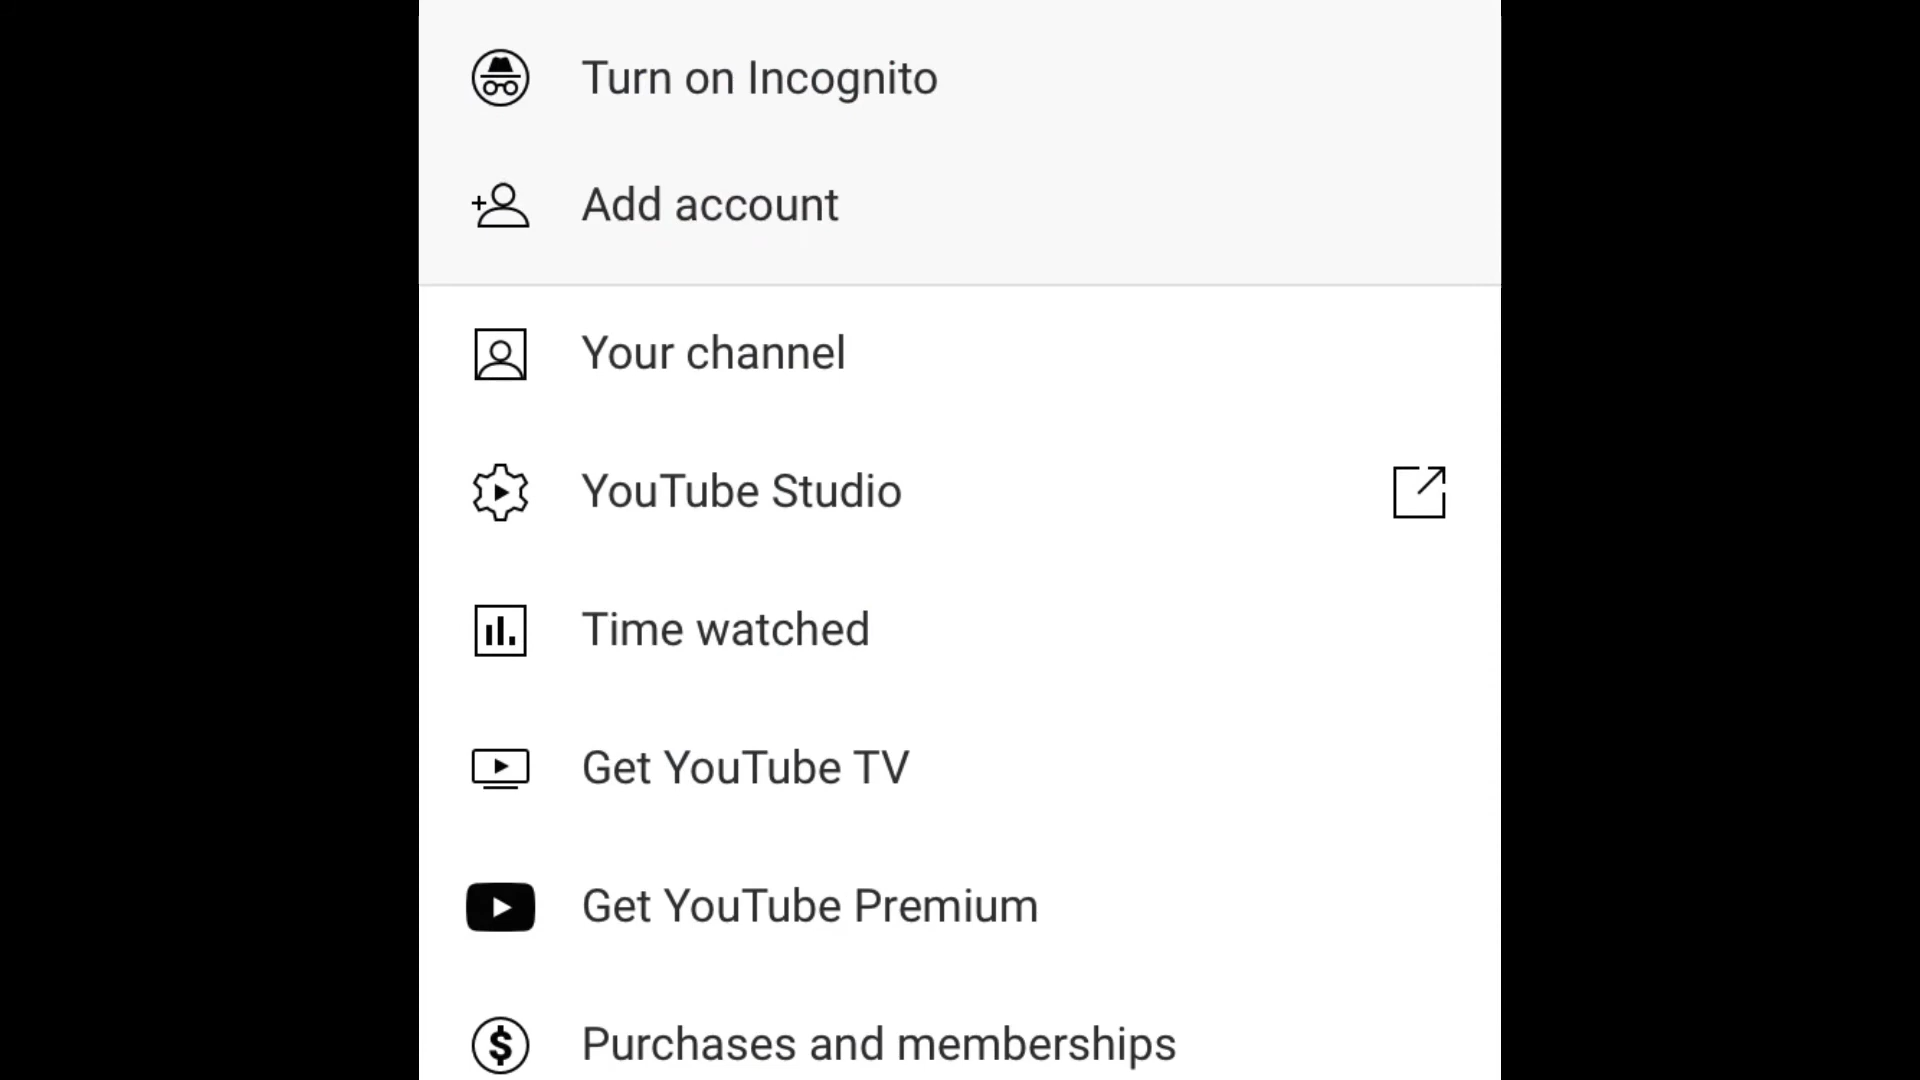 Turn on Incognito
Add account
Your channel
YouTube Studio
Time watched
Get YouTube TV
Get YouTube Premium
Purchases and memberships